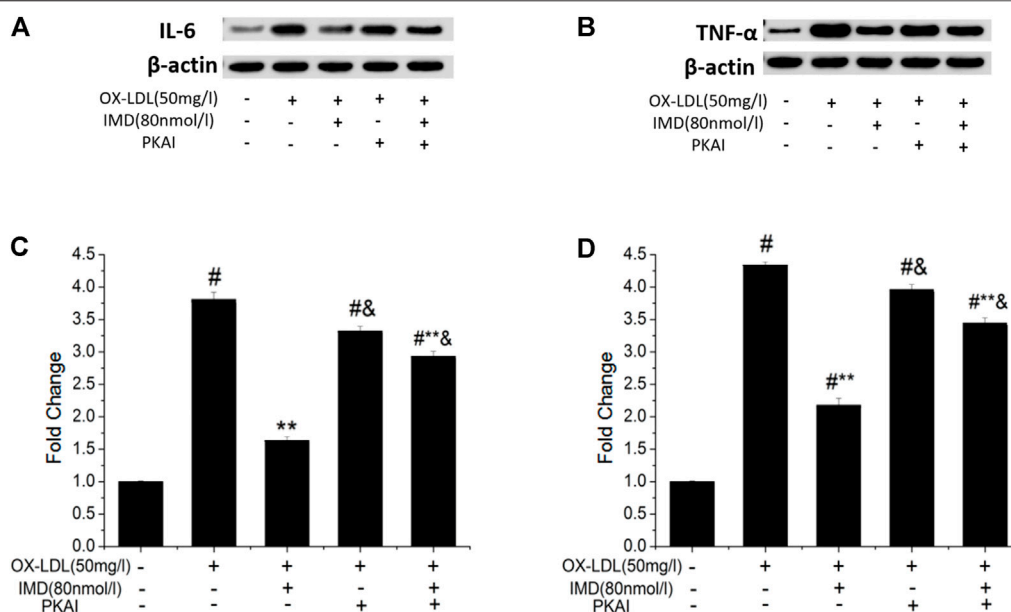 A
IL-6
β-actin
OX-LDL(50mg/l) - + + + +
IMD(80nmol/l) - - + - +
PKAI - - - + +
B
TNF-α
β-actin
OX-LDL(50mg/l) - + + + +
IMD(80nmol/l) - - + - +
PKAI - - - + +
C
Fold Change
4.5
4.0
3.5
3.0
2.5
2.0
1.5
1.0
0.5
0.0
# ** #& #**&
OX-LDL(50mg/l) - + + + +
IMD(80nmol/l) - - + - +
PKAI - - - + +
D
Fold Change
4.5
4.0
3.5
3.0
2.5
2.0
1.5
1.0
0.5
0.0
# #** #& #**&
OX-LDL(50mg/l) - + + + +
IMD(80nmol/l) - - + - +
PKAI - - - + +